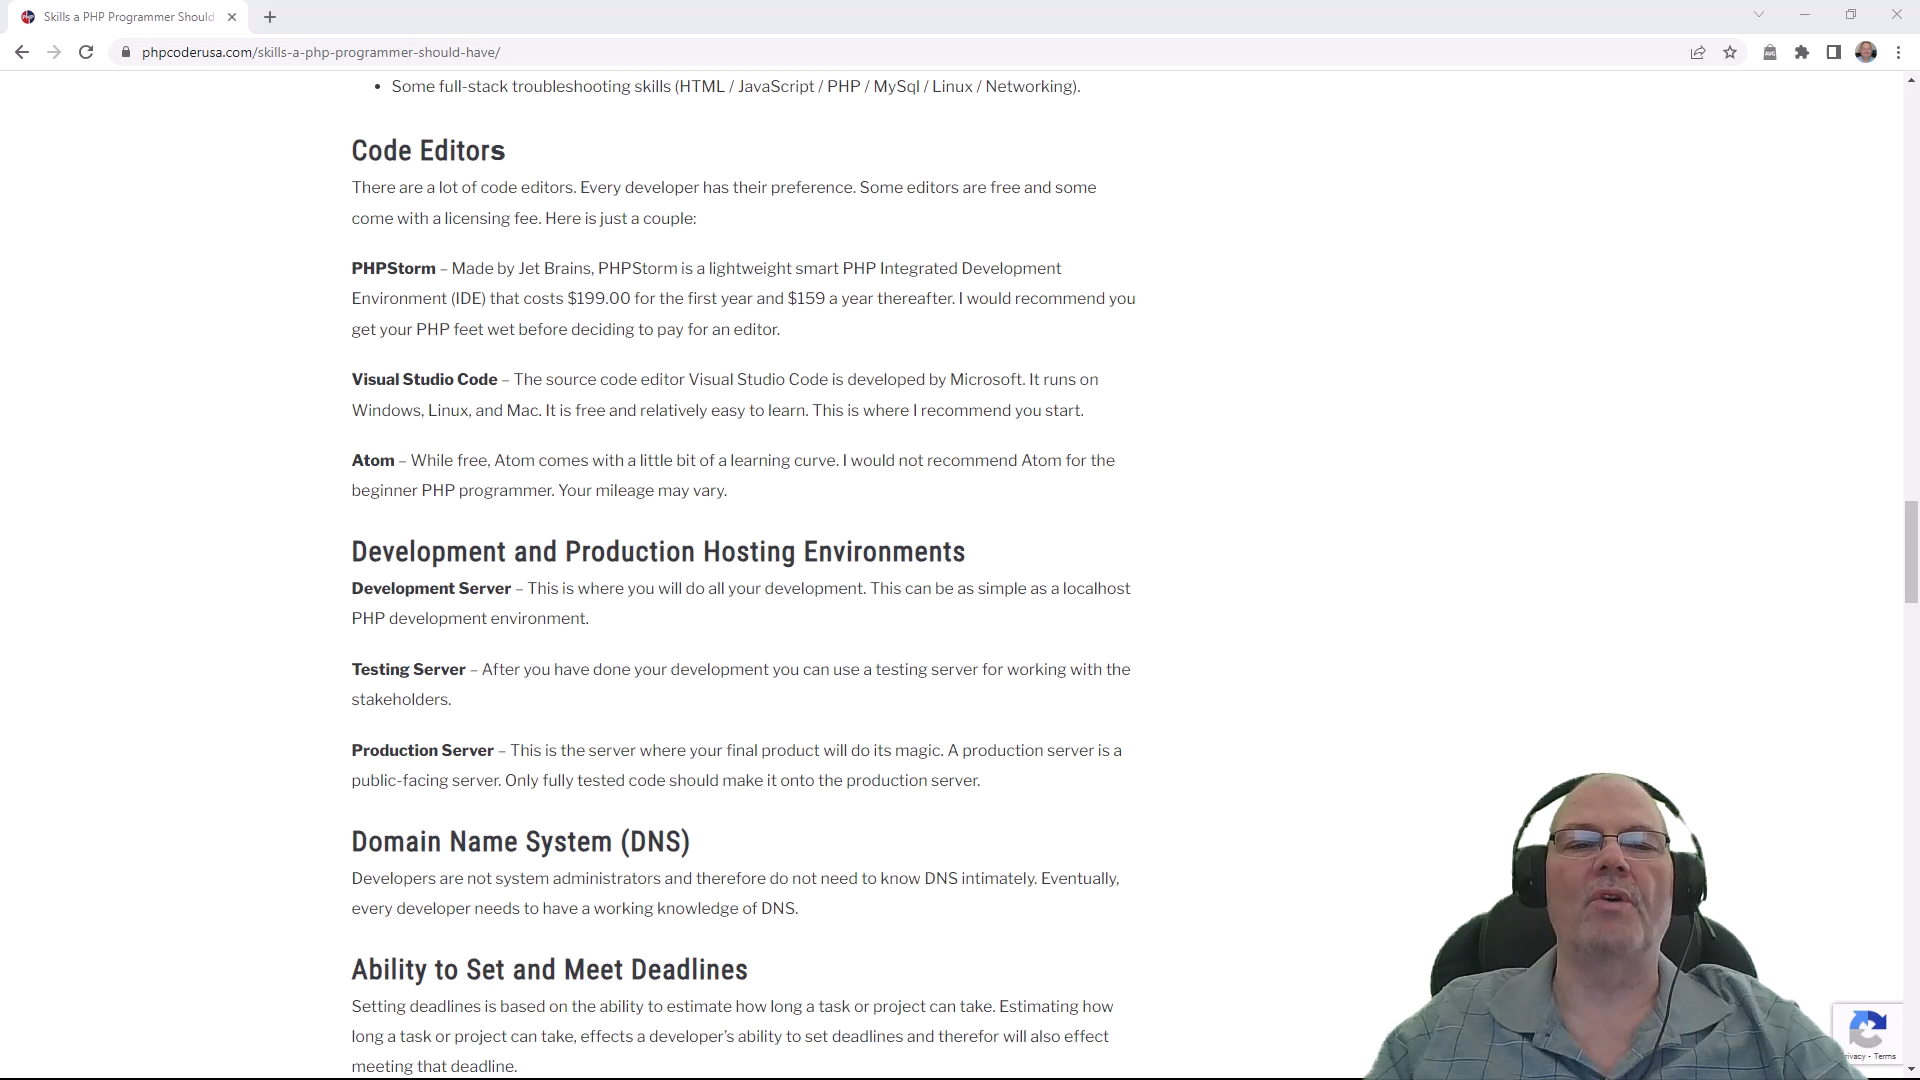 Skills a PHP Programmer Should
phpcoderusa.com/skills-a-php-programmer-should-have/
• Some full-stack troubleshooting skills (HTML / JavaScript / PHP / MySql / Linux / Networking).
Code Editors
There are a lot of code editors. Every developer has their preference. Some editors are free and some
come with a licensing fee. Here is just a couple:
PHPStorm – Made by Jet Brains, PHPStorm is a lightweight smart PHP Integrated Development
Environment (IDE) that costs $199.00 for the first year and $159 a year thereafter. I would recommend you
get your PHP feet wet before deciding to pay for an editor.
Visual Studio Code – The source code editor Visual Studio Code is developed by Microsoft. It runs on
Windows, Linux, and Mac. It is free and relatively easy to learn. This is where I recommend you start.
Atom – While free, Atom comes with a little bit of a learning curve. I would not recommend Atom for the
beginner PHP programmer. Your mileage may vary.
Development and Production Hosting Environments
Development Server – This is where you will do all your development. This can be as simple as a localhost
PHP development environment.
Testing Server – After you have done your development you can use a testing server for working with the
stakeholders.
Production Server – This is the server where your final product will do its magic. A production server is a
public-facing server. Only fully tested code should make it onto the production server.
Domain Name System (DNS)
Developers are not system administrators and therefore do not need to know DNS intimately. Eventually,
every developer needs to have a working knowledge of DNS.
Ability to Set and Meet Deadlines
Setting deadlines is based on the ability to estimate how long a task or project can take. Estimating how
long a task or project can take, effects a developer's ability to set deadlines and therefor will also effect
meeting that deadline.
ivacy - Terms